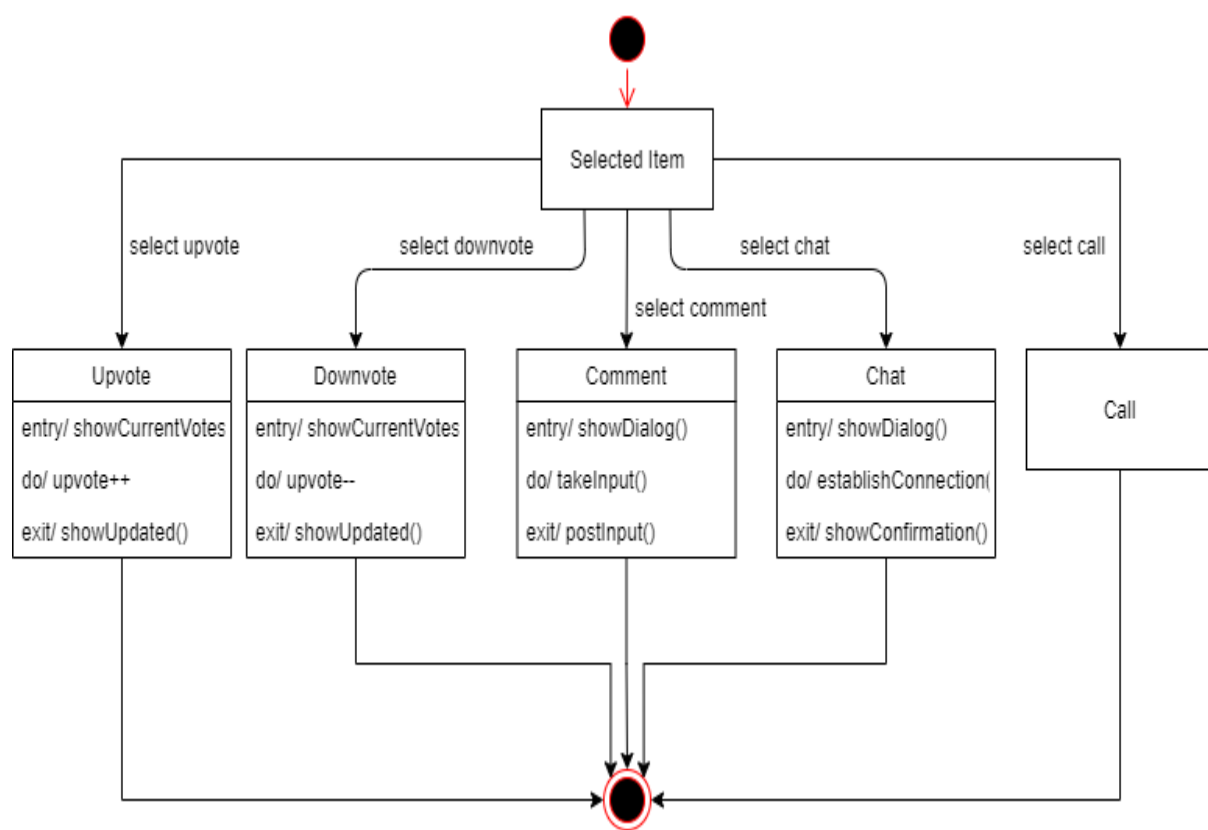 Selected Item
select upvote
select downvote
select chat
select call
select comment
Upvote
entry/ showCurrentVotes
do/ upvote++
exit/ showUpdated()
Downvote
entry/ showCurrentVotes
do/ upvote--
exit/ showUpdated()
Comment
entry/ showDialog()
do/ takeInput()
exit/ postInput()
Chat
entry/ showDialog()
do/ establishConnection(
exit/ showConfirmation()
Call